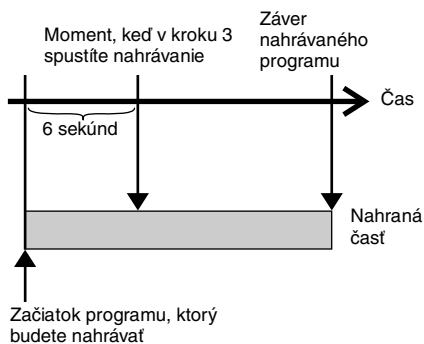 Moment, keď v kroku 3
spustíte nahrávanie
Záver
nahrávaného
programu
Čas
6 sekúnd
Nahraná
časť
Začiatok programu, ktorý
budete nahrávať